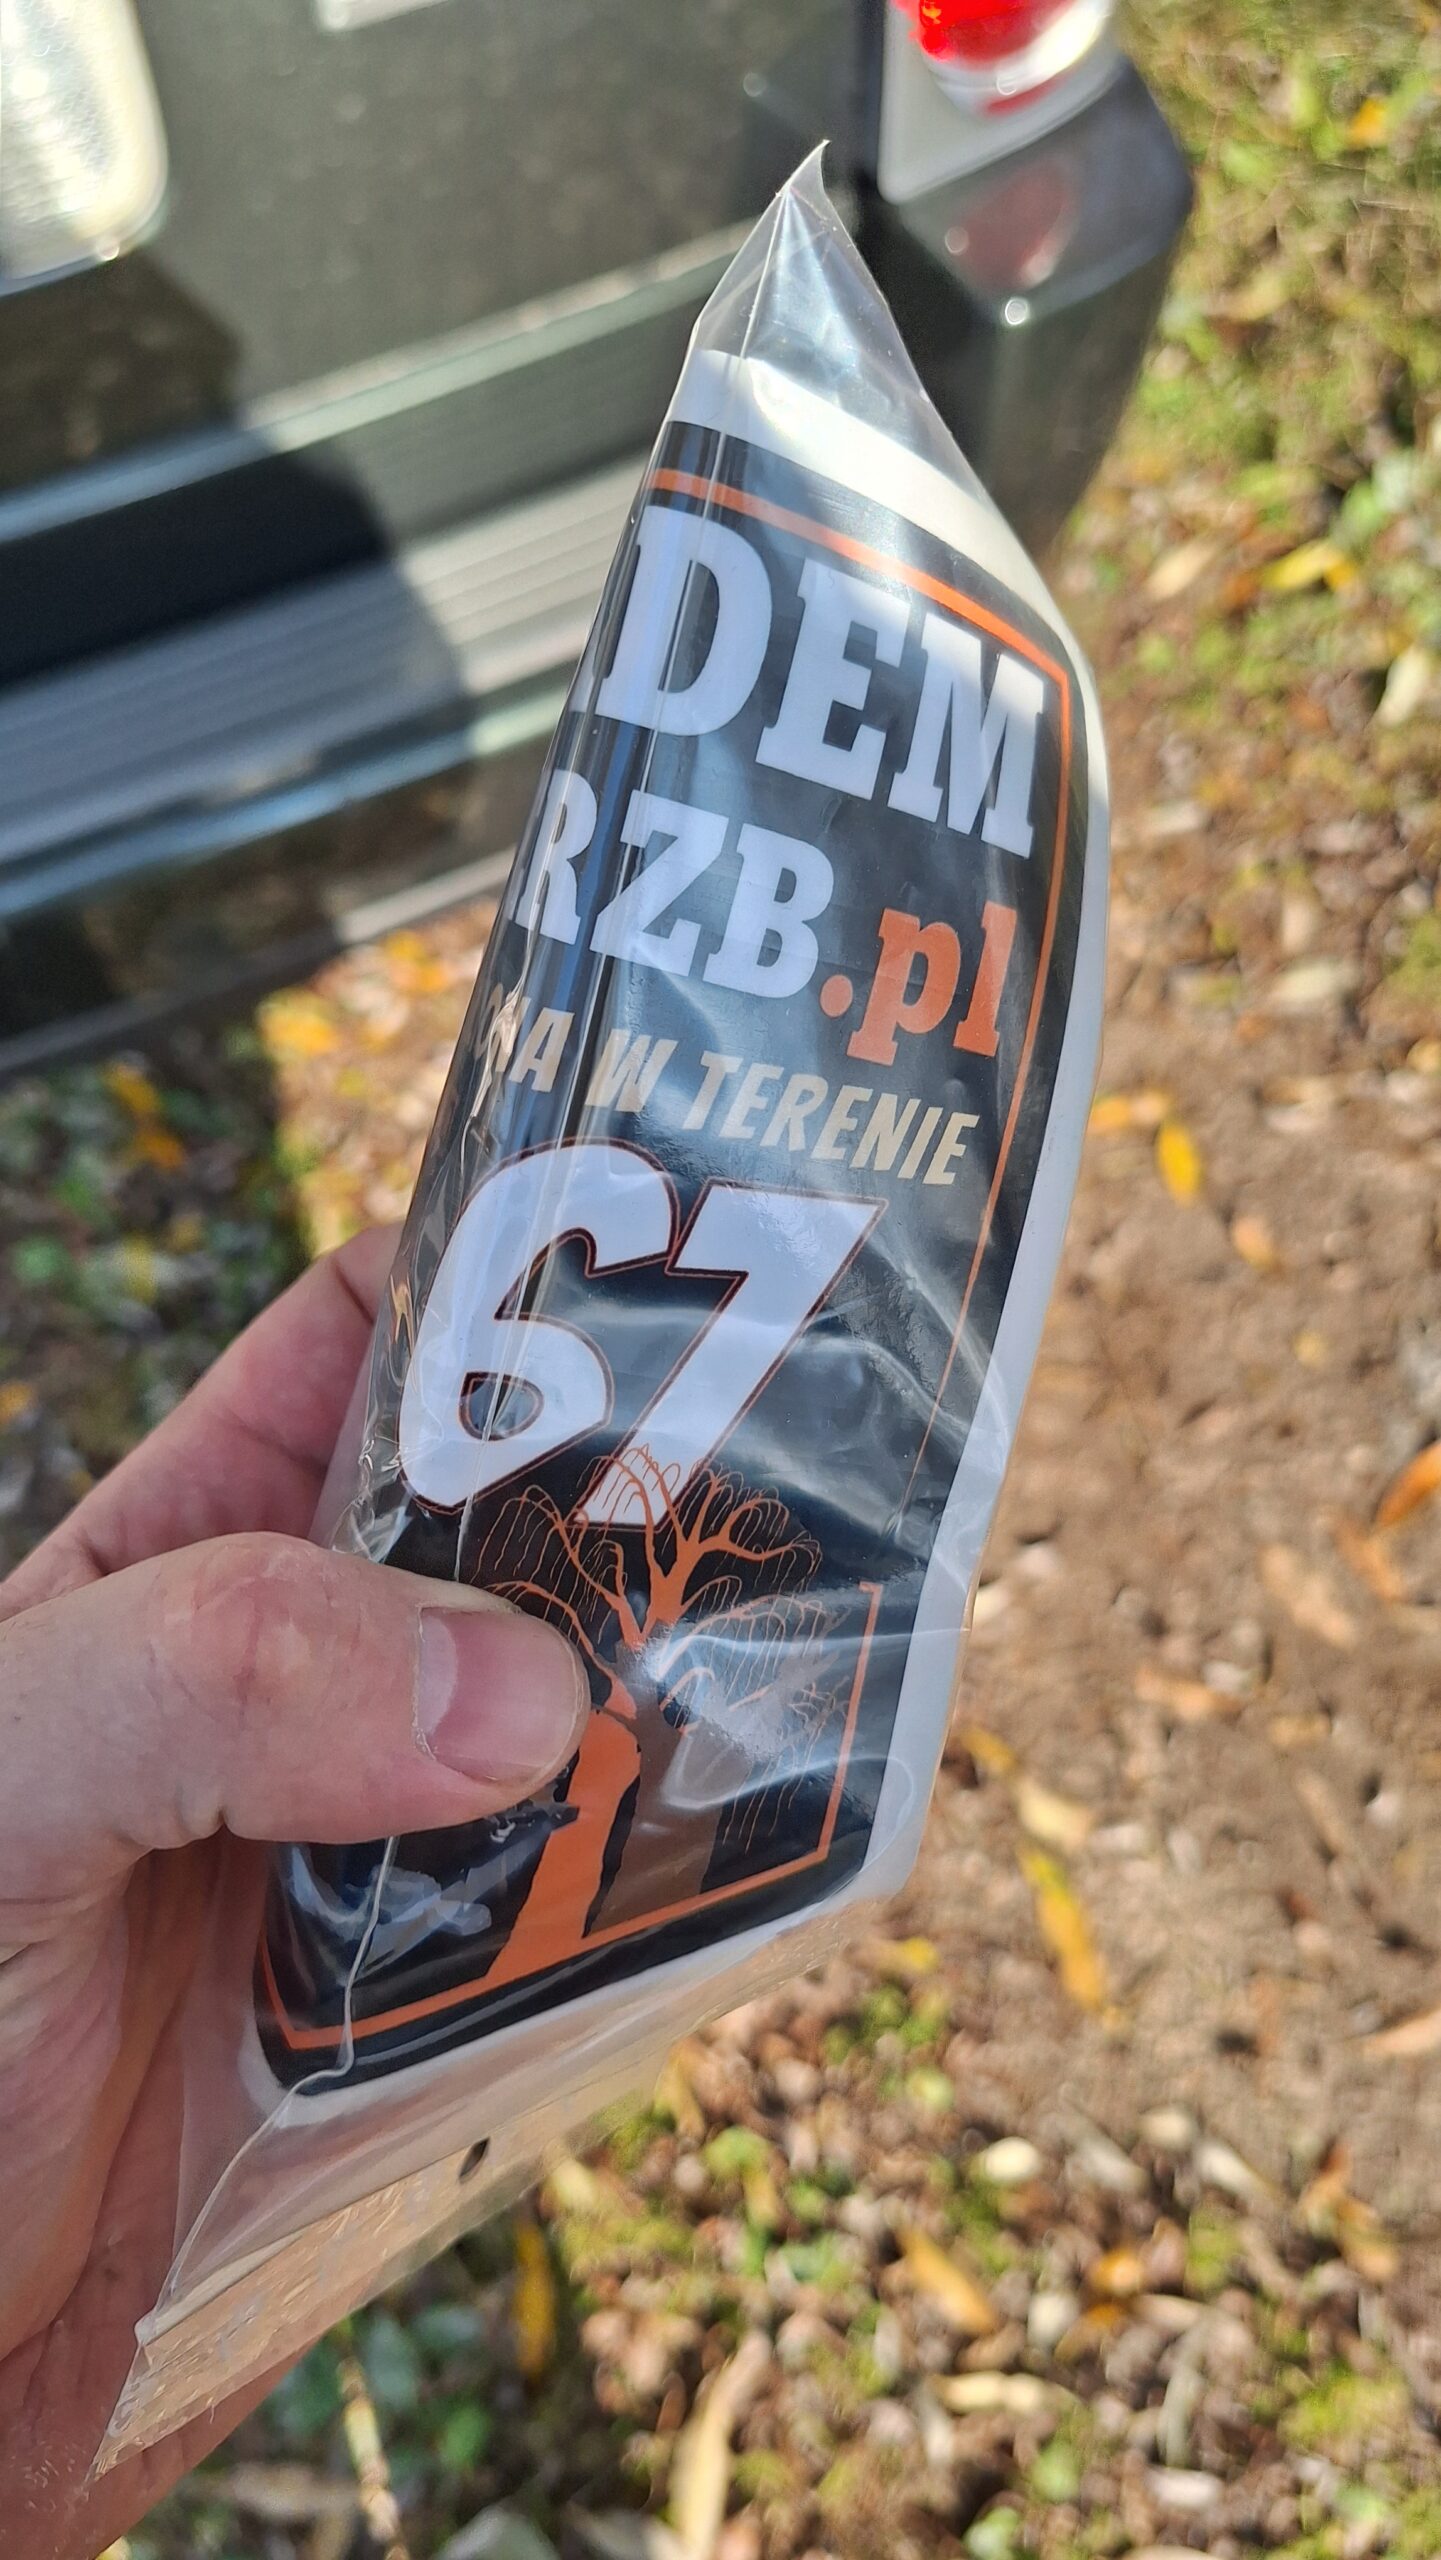 DEM
RZB.pl
W TERENIE
67